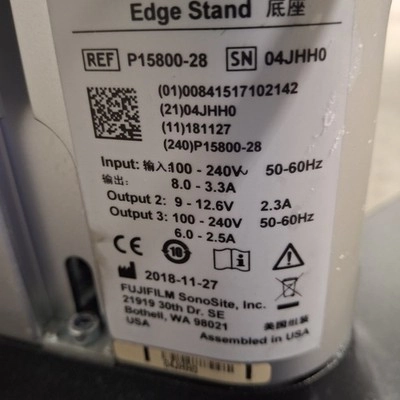 Edge Stand 底座
REF P15800-28 SN 04JHH0
(01)00841517102142
(21)04JHH0
(11)181127
(240)P15800-28
Input: 输入: 100 - 240V~ 50-60Hz
输出: 8.0 - 3.3A
Output 2: 9 - 12.6V 2.3A
Output 3: 100 - 240V 50-60Hz
6.0 - 2.5A
CE 10
2018-11-27
FUJIFILM SonoSite, Inc.
21919 30th Dr. SE
Bothell, WA 98021
USA
美国组装
Assembled in USA